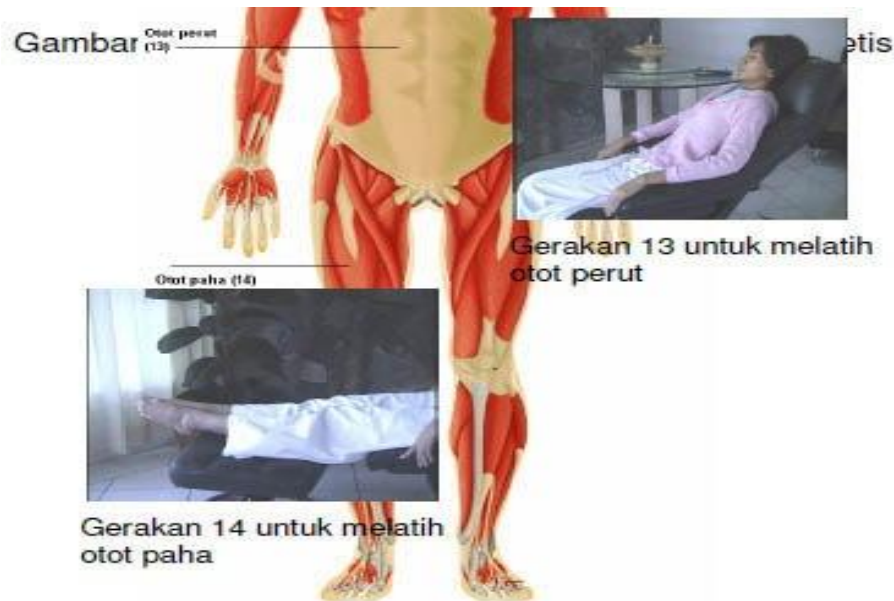 Gambar
etis
Otot perut
(13)
Gerakan 13 untuk melatih
otot perut
Otot paha (14)
Gerakan 14 untuk melatih
otot paha